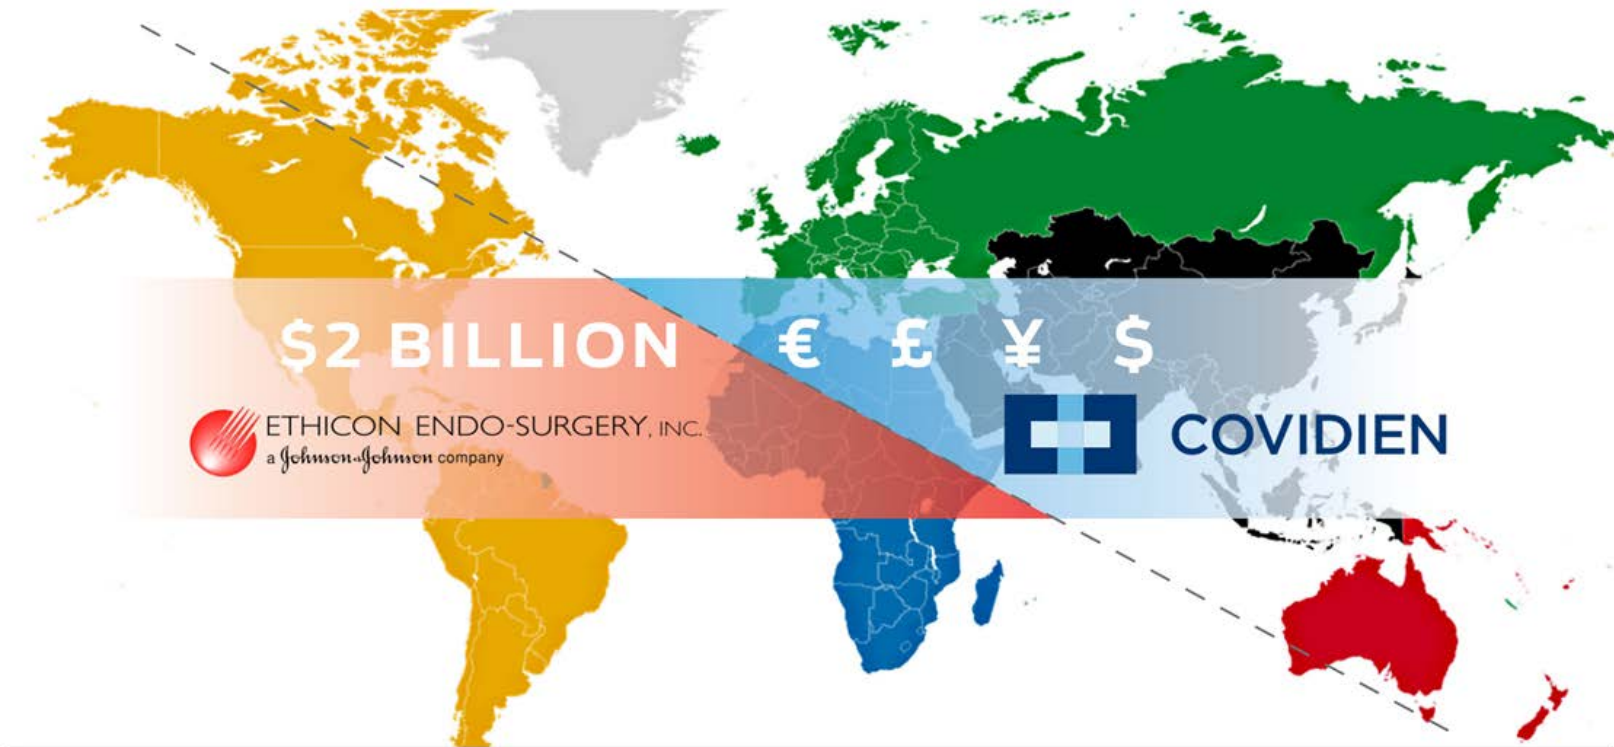 $2 BILLION € £ ¥ $
ETHICON ENDO-SURGERY, INC.
a Johnson & Johnson company
COVIDIEN